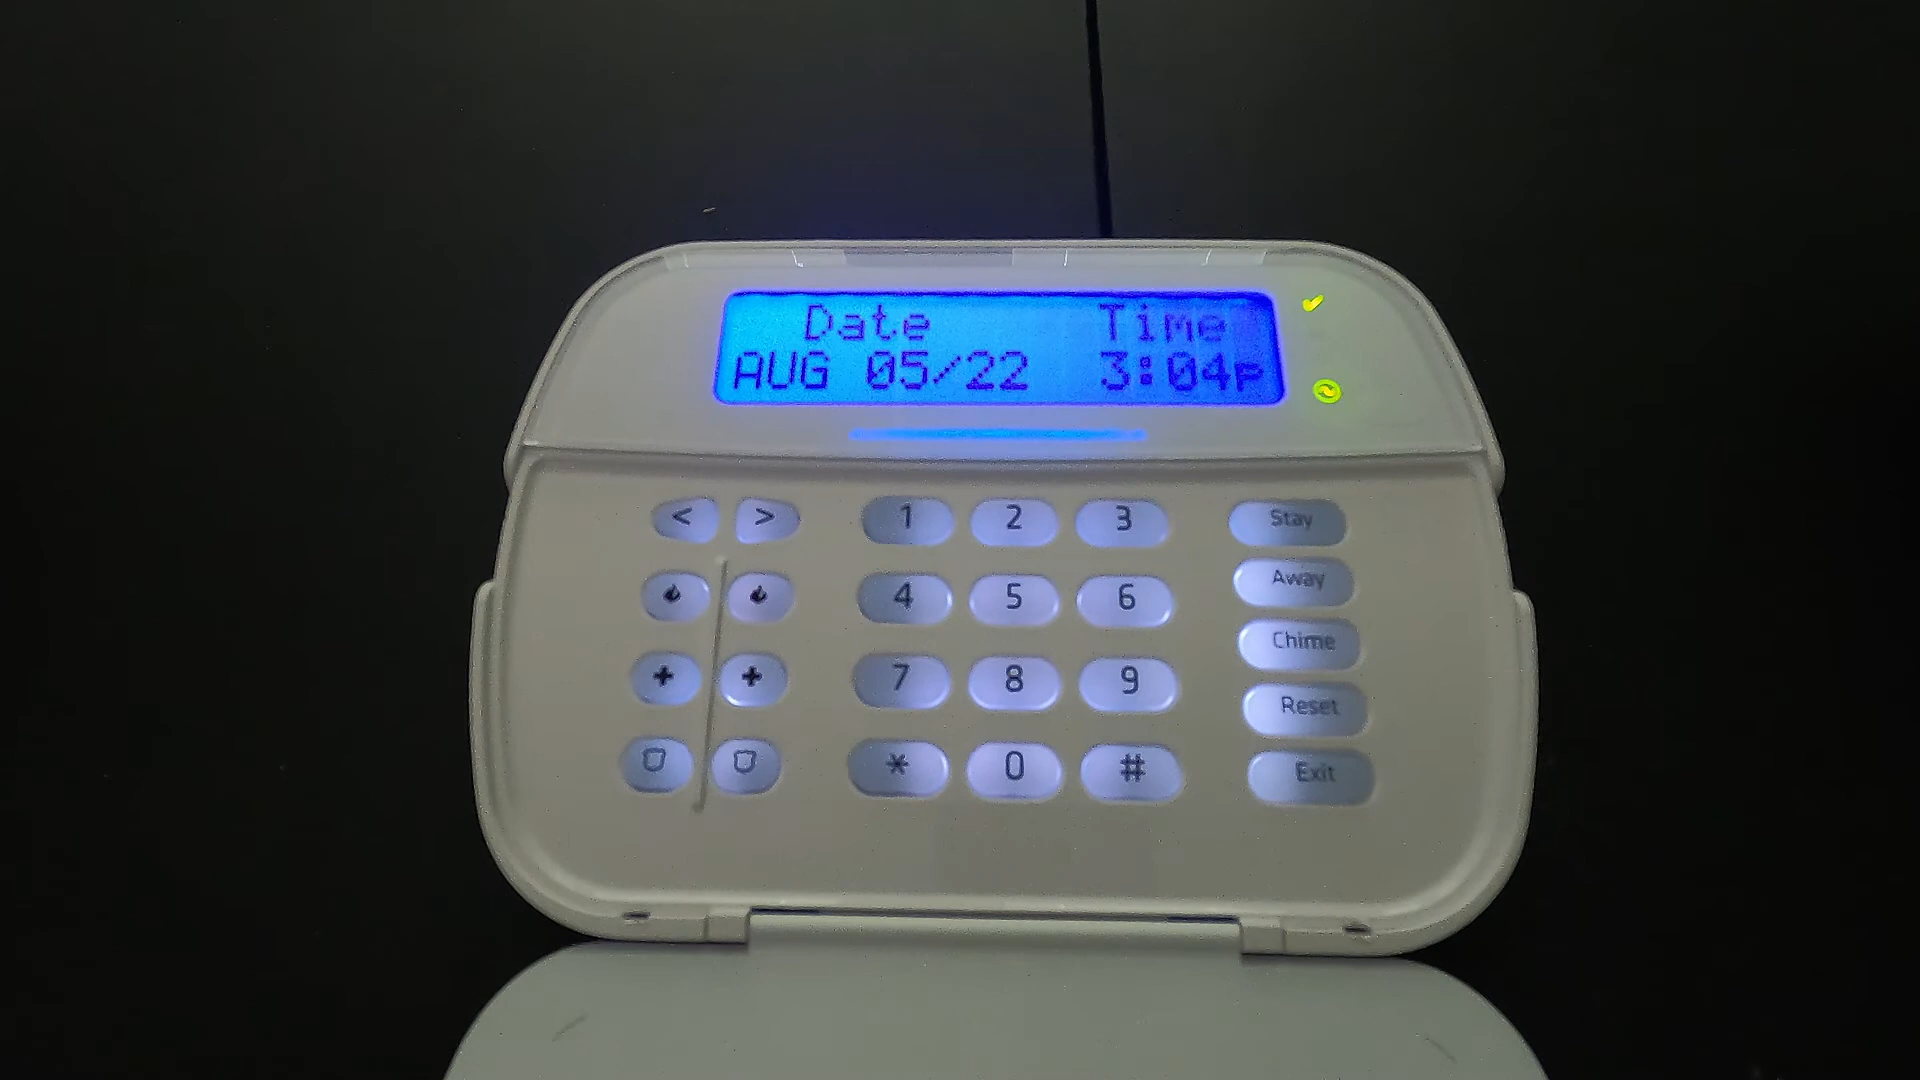 Date Time
AUG 05/22 3:04p
< > 1 2 3 Stay
4 5 6 Away
Chime
7 8 9
Reset
* 0 # Exit